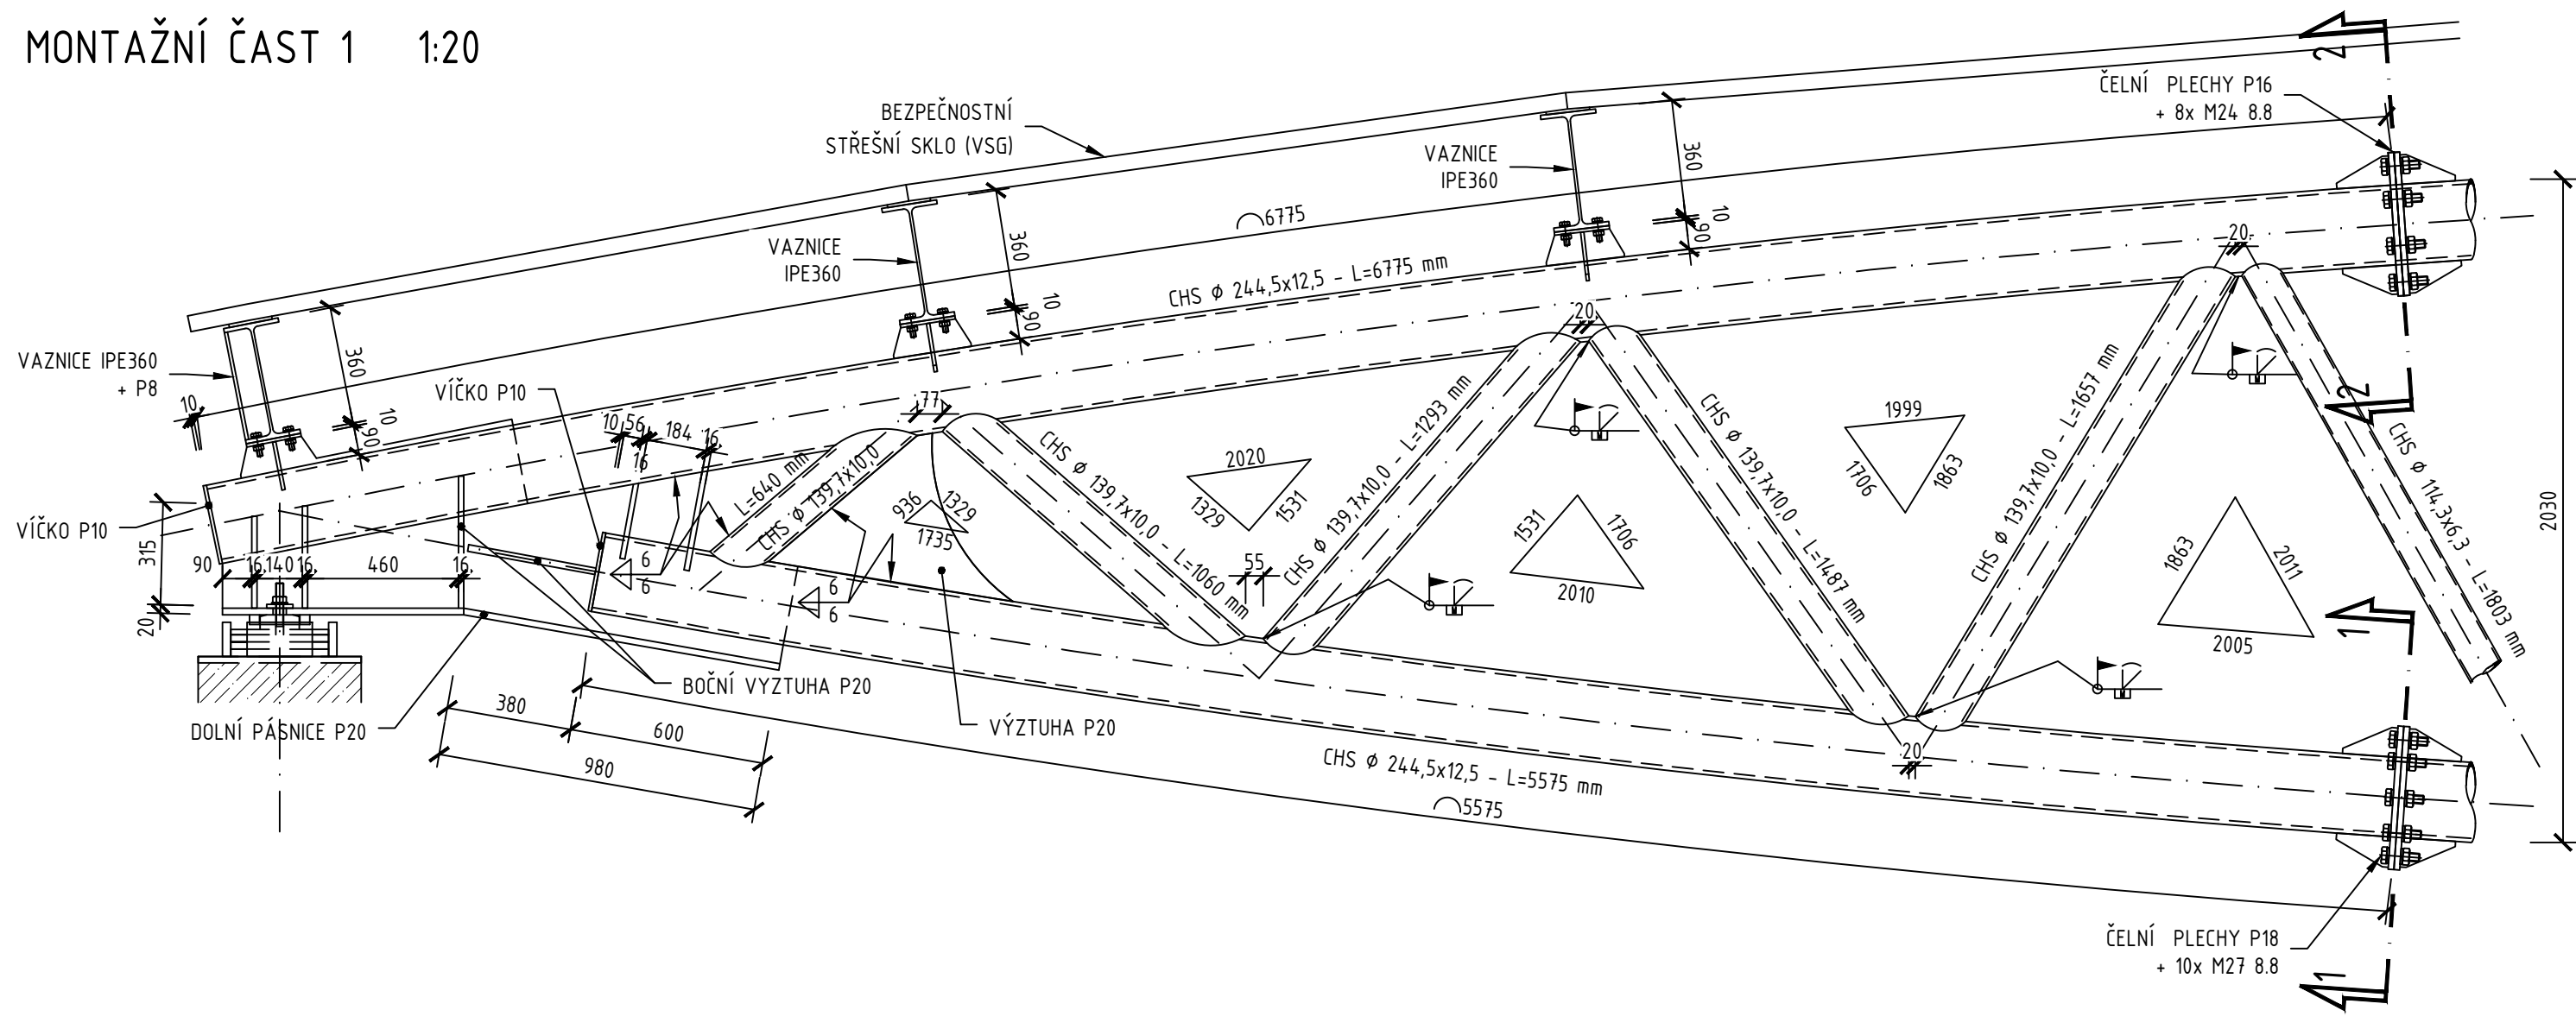 MONTAŽNÍ ČAST 1 1:20
BEZPEČNOSTNÍ
STŘEŠNÍ SKLO (VSG)
ČELNÍ PLECHY P16
+ 8x M24 8.8
2
VAZNICE
IPE360
360
10
90
6775
VAZNICE
IPE360
360
10
90
CHS ϕ 244,5x12,5 - L=6775 mm
20
20
VAZNICE IPE360
+ P8
360
10
90
10
VÍČKO P10
77
10
56
184
16
16
2
L=640 mm
CHS ϕ 139,7x10,0
CHS ϕ 139,7x10,0 - L=1060 mm
CHS ϕ 139,7x10,0 - L=1293 mm
CHS ϕ 139,7x10,0 - L=1487 mm
CHS ϕ 139,7x10,0 - L=1657 mm
CHS ϕ 114,3x6,3 - L=1803 mm
936
1329
1735
2020
1329
1531
1531
1706
2010
1999
1706
1863
1863
2011
2005
2030
VÍČKO P10
315
20
90
16
140
16
460
16
6
6
6
6
55
20
1
BOČNÍ VYZTUHA P20
DOLNÍ PÁSNICE P20
VÝZTUHA P20
380
600
980
CHS ϕ 244,5x12,5 - L=5575 mm
5575
ČELNÍ PLECHY P18
+ 10x M27 8.8
1